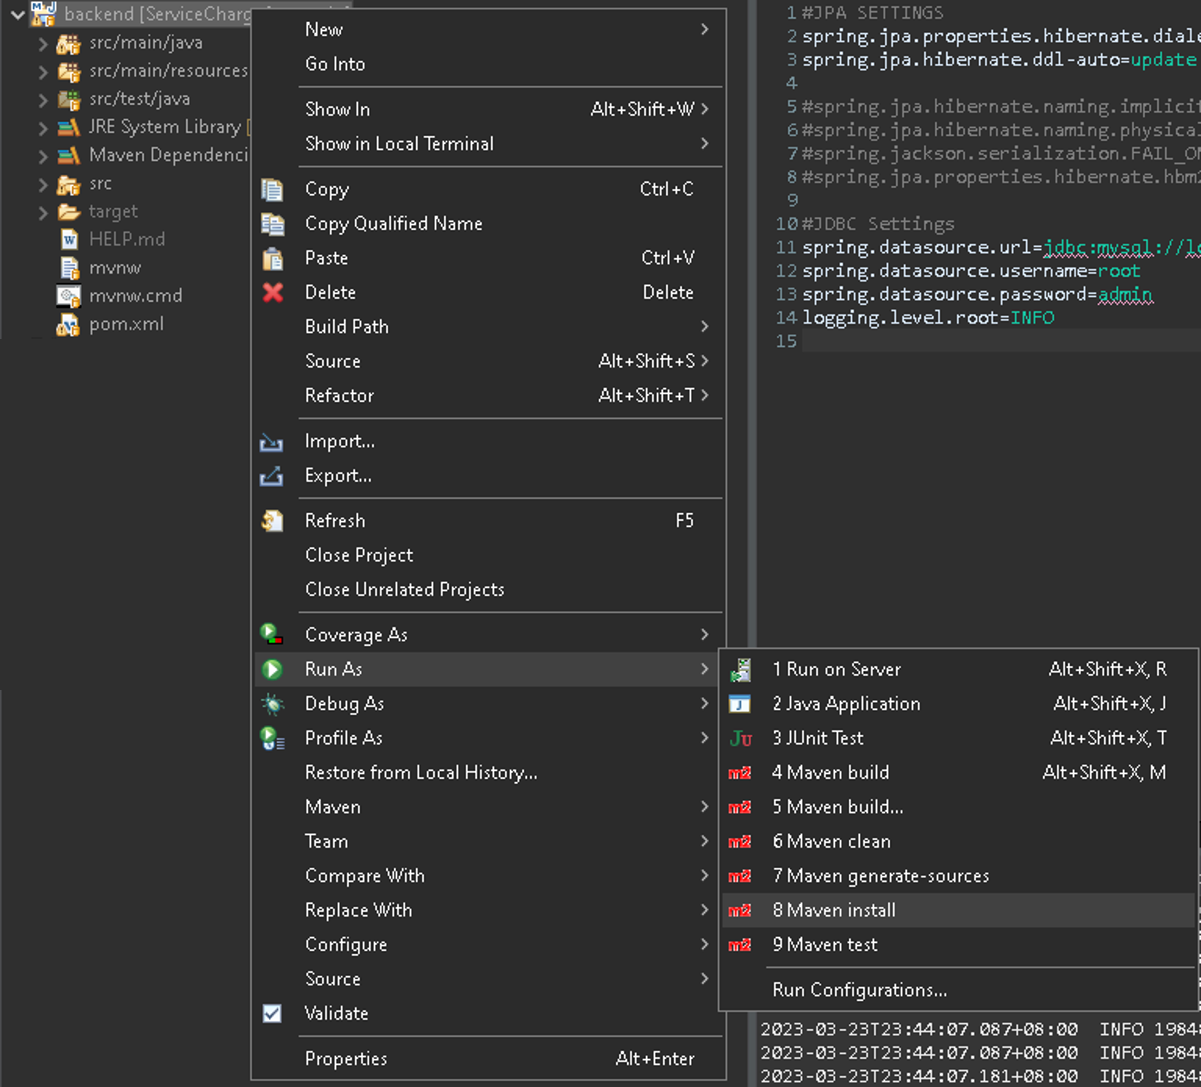 backend [ServiceCharg
src/main/java
src/main/resources
src/test/java
JRE System Library [
Maven Dependenci
src
target
HELP.md
mvnw
mvnw.cmd
pom.xml
New
Go Into
Show In Alt+Shift+W
Show in Local Terminal
Copy Ctrl+C
Copy Qualified Name
Paste Ctrl+V
Delete Delete
Build Path
Source Alt+Shift+S
Refactor Alt+Shift+T
Import...
Export...
Refresh F5
Close Project
Close Unrelated Projects
Coverage As
Run As
Debug As
Profile As
Restore from Local History...
Maven
Team
Compare With
Replace With
Configure
Source
Validate
Properties Alt+Enter
1 #JPA SETTINGS
2 spring.jpa.properties.hibernate.diale
3 spring.jpa.hibernate.ddl-auto=update
4
5 #spring.jpa.hibernate.naming.implici
6 #spring.jpa.hibernate.naming.physical
7 #spring.jackson.serialization.FAIL_ON
8 #spring.jpa.properties.hibernate.hbm2
9
10 #JDBC Settings
11 spring.datasource.url=jdbc:mysql://lo
12 spring.datasource.username=root
13 spring.datasource.password=admin
14 logging.level.root=INFO
15
1 Run on Server Alt+Shift+X, R
2 Java Application Alt+Shift+X, J
3 JUnit Test Alt+Shift+X, T
4 Maven build Alt+Shift+X, M
5 Maven build...
6 Maven clean
7 Maven generate-sources
8 Maven install
9 Maven test
Run Configurations...
2023-03-23T23:44:07.087+08:00 INFO 1984
2023-03-23T23:44:07.087+08:00 INFO 1984
2023-03-23T23:44:07.181+08:00 INFO 1984